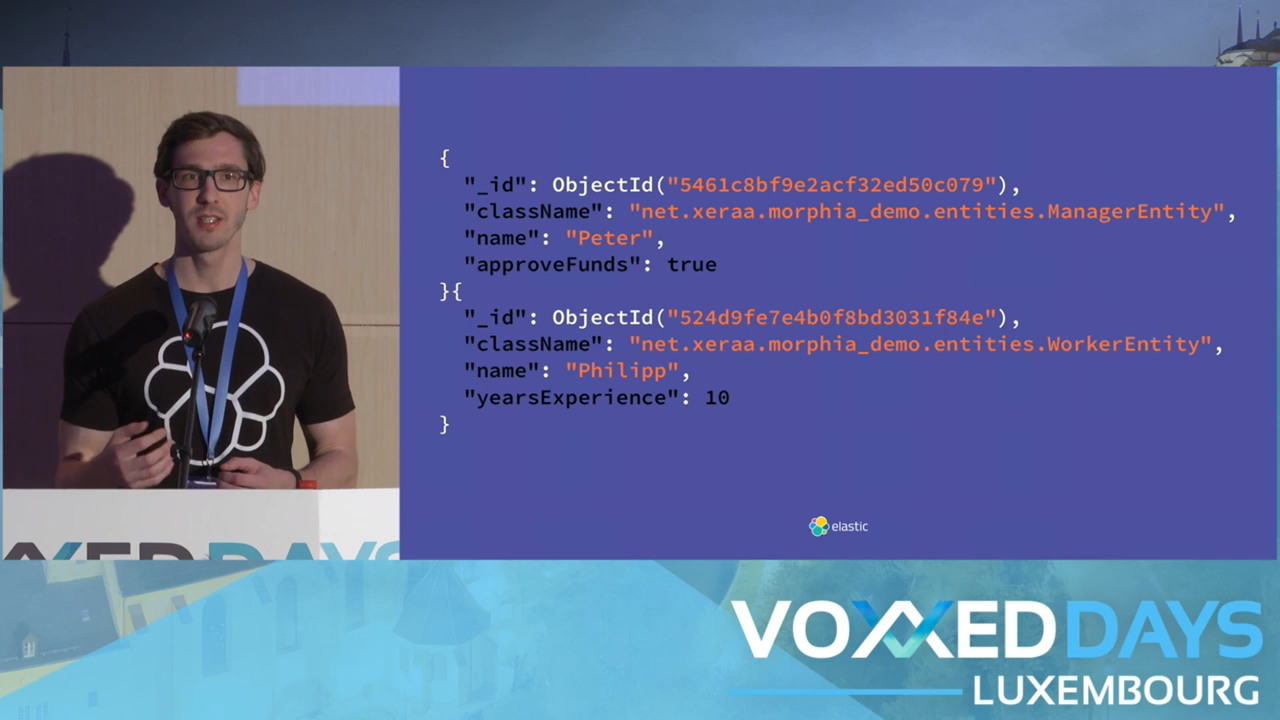 {
"_id": ObjectId("5461c8bf9e2acf32ed50c079"),
"className": "net.xeraa.morphia_demo.entities.ManagerEntity",
"name": "Peter",
"approveFunds": true
}{
"_id": ObjectId("524d9fe7e4b0f8bd3031f84e"),
"className": "net.xeraa.morphia_demo.entities.WorkerEntity",
"name": "Philipp",
"yearsExperience": 10
}
elastic
VOXXED DAYS
VOXXEDDAYS
LUXEMBOURG